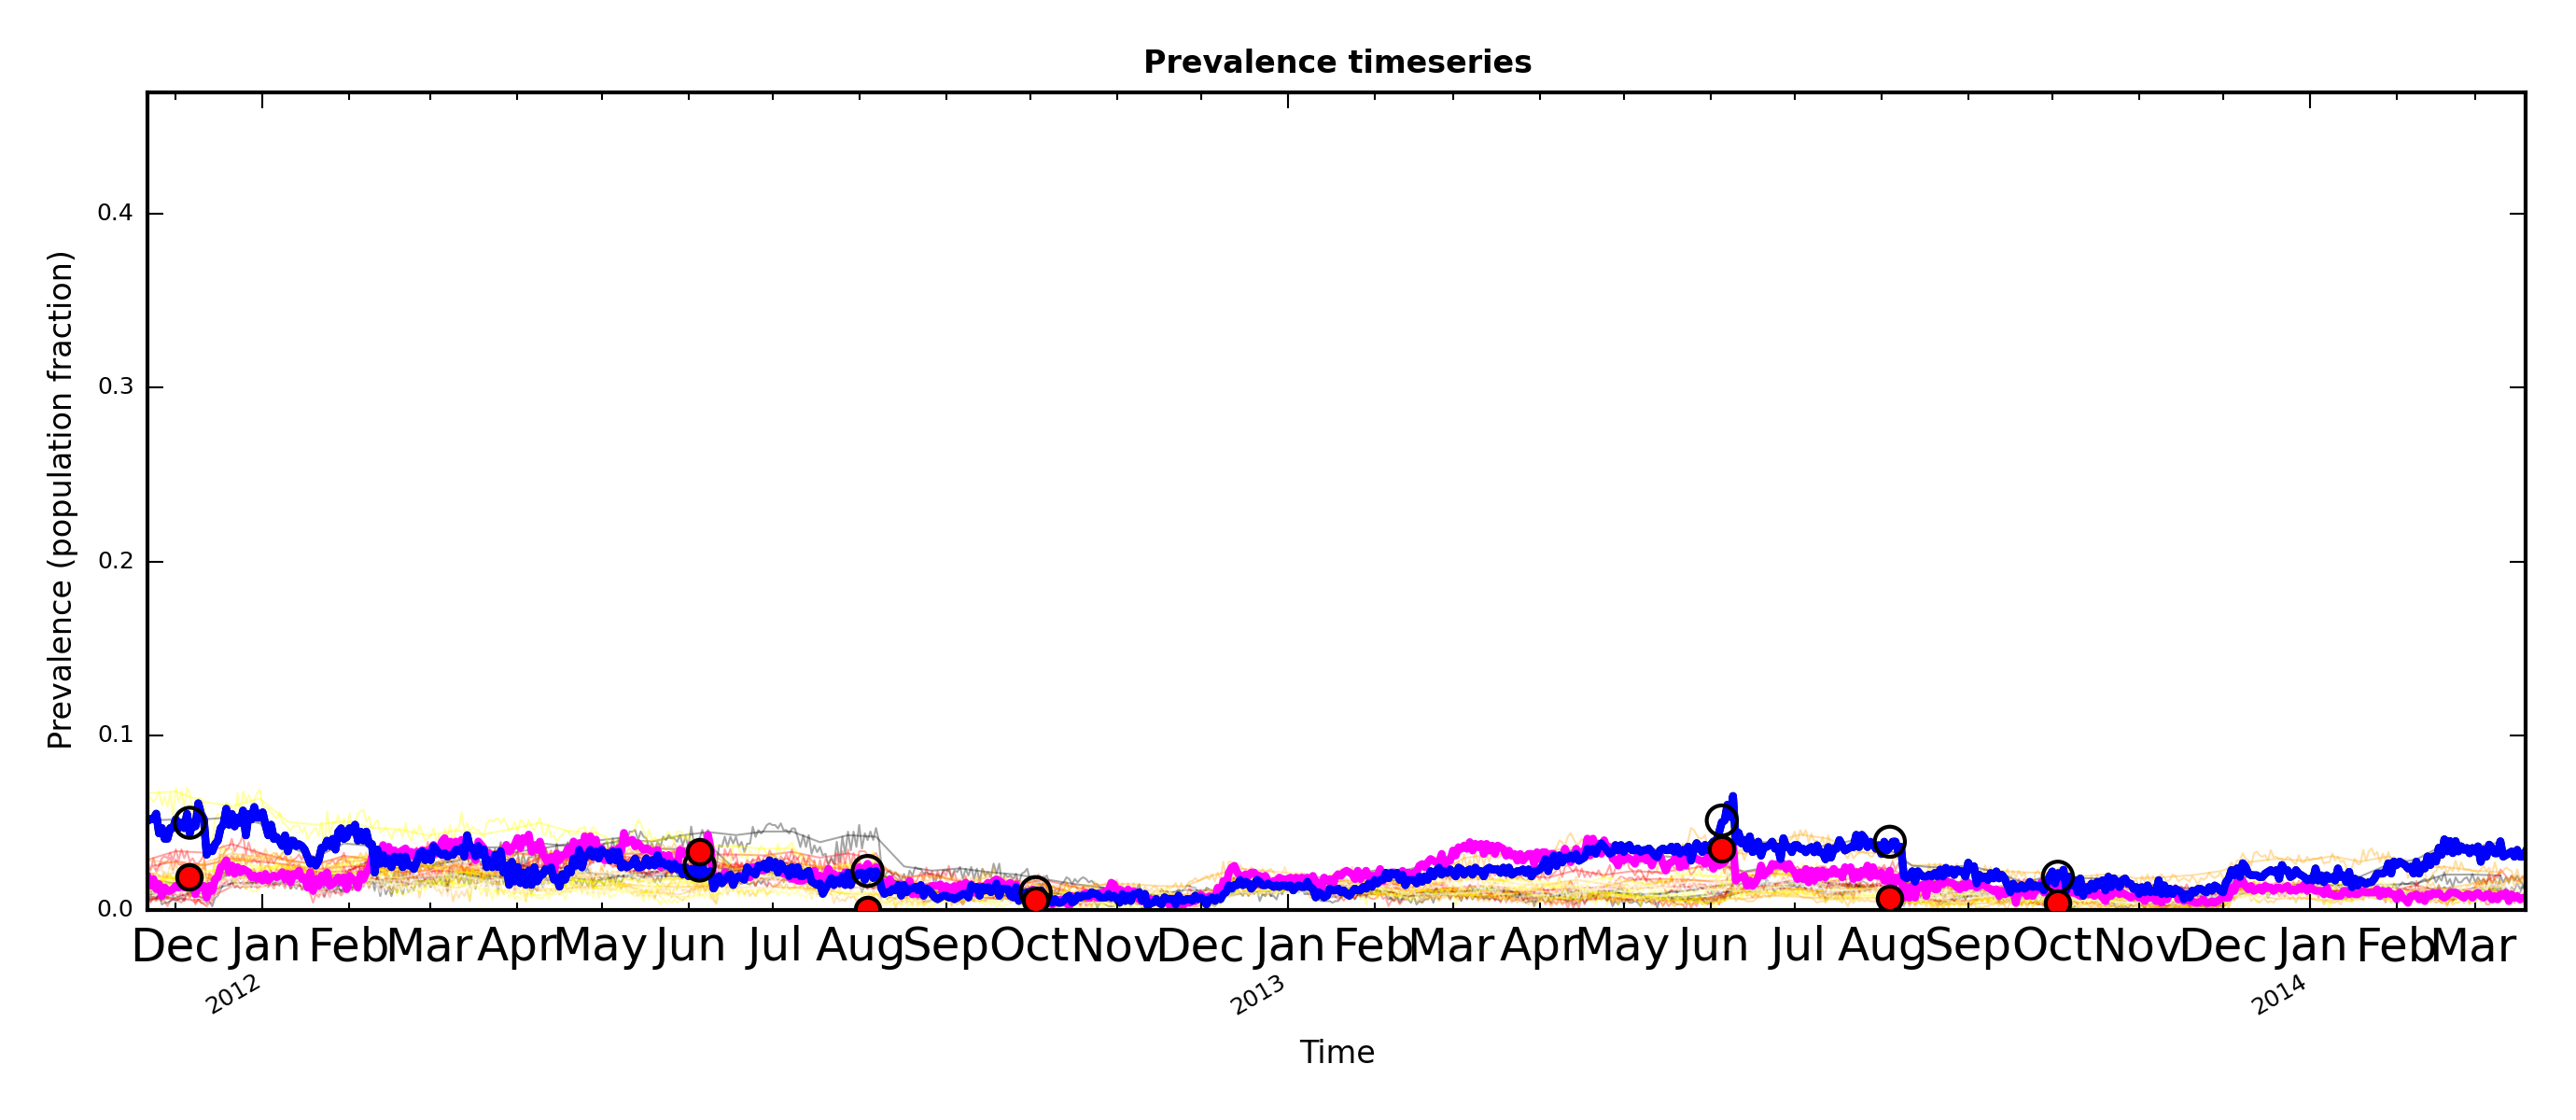 Prevalence timeseries
Prevalence (population fraction)
0.4
0.3
0.2
0.1
0.0
Dec Jan Feb Mar Apr May Jun Jul Aug Sep Oct Nov Dec Jan Feb Mar Apr May Jun Jul Aug Sep Oct Nov Dec Jan Feb Mar
2012 2013 2014
Time